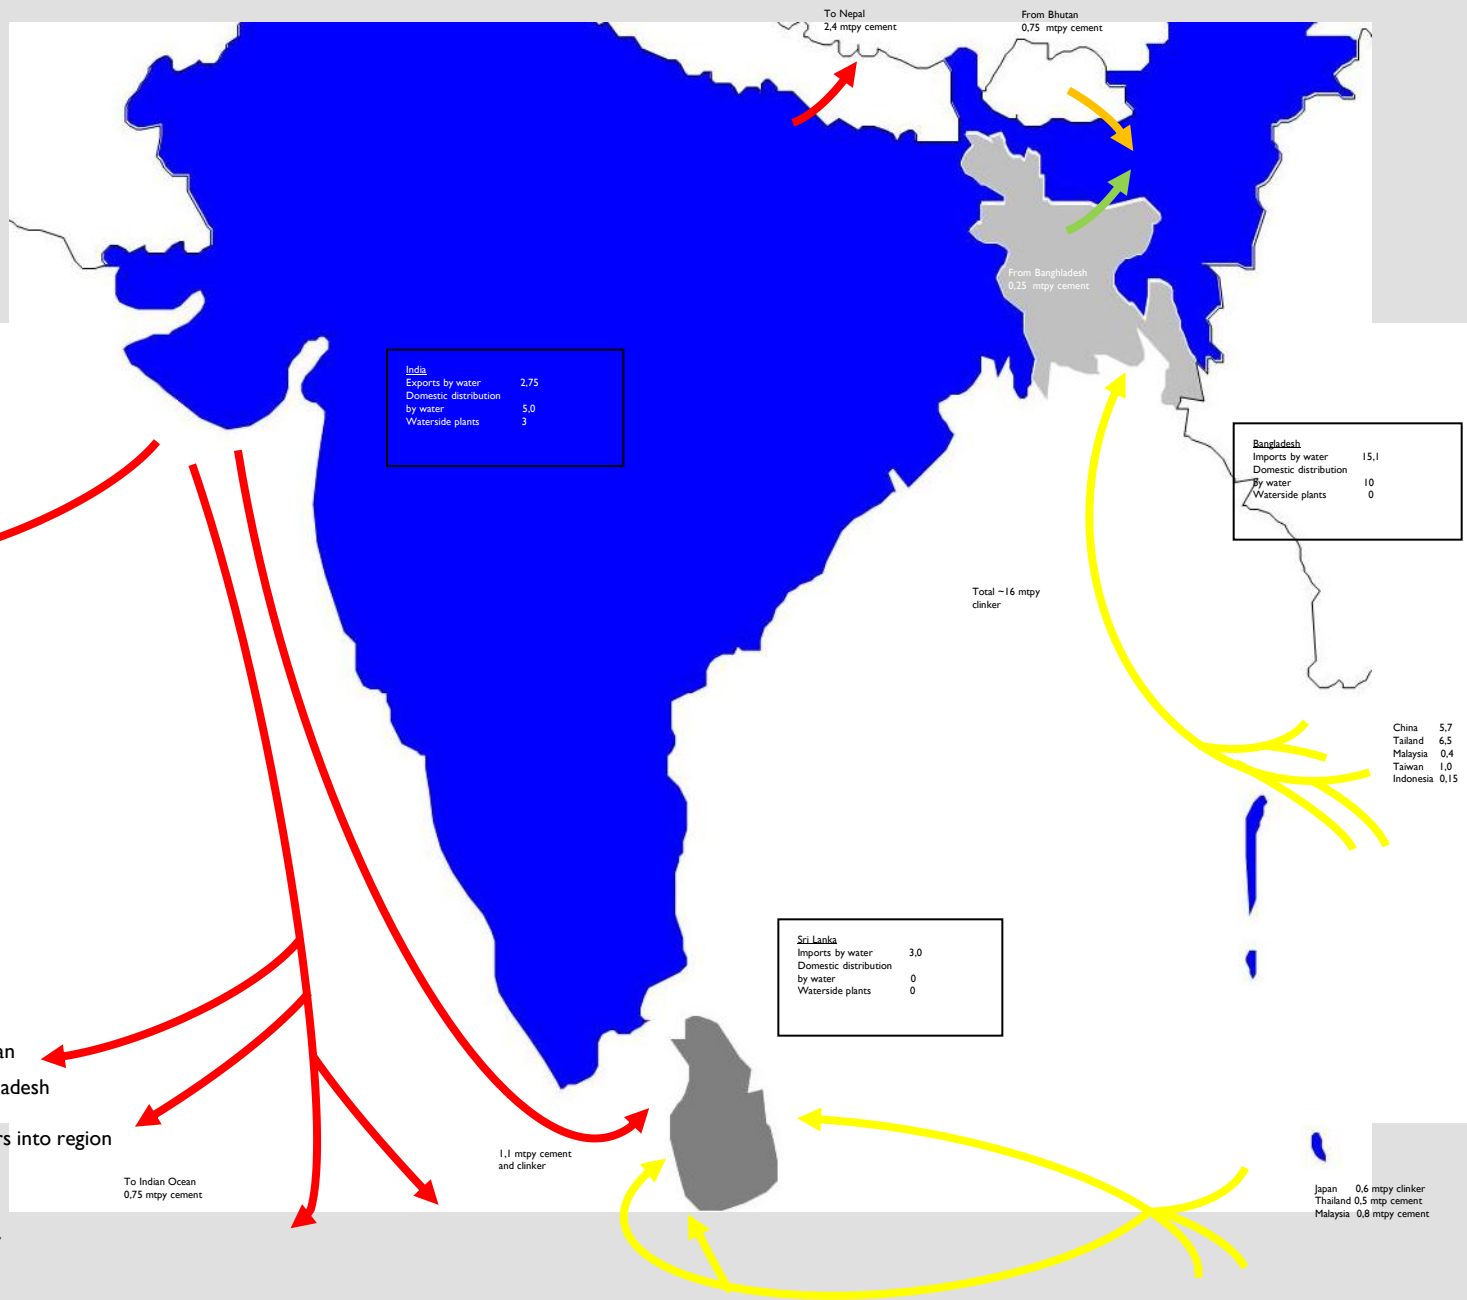 To Nepal
2,4 mtpy cement
From Bhutan
0,75 mtpy cement
From Banghladesh
0,25 mtpy cement
India
Exports by water 2,75
Domestic distribution
by water 5,0
Waterside plants 3
Bangladesh
Imports by water 15,1
Domestic distribution
By water 10
Waterside plants 0
Total ~16 mtpy
clinker
China 5,7
Tailand 6,5
Malaysia 0,4
Taiwan 1,0
Indonesia 0,15
Sri Lanka
Imports by water 3,0
Domestic distribution
by water 0
Waterside plants 0
an
adesh
rs into region
1,1 mtpy cement
and clinker
To Indian Ocean
0,75 mtpy cement
Japan 0,6 mtpy clinker
Thailand 0,5 mtp cement
Malaysia 0,8 mtpy cement